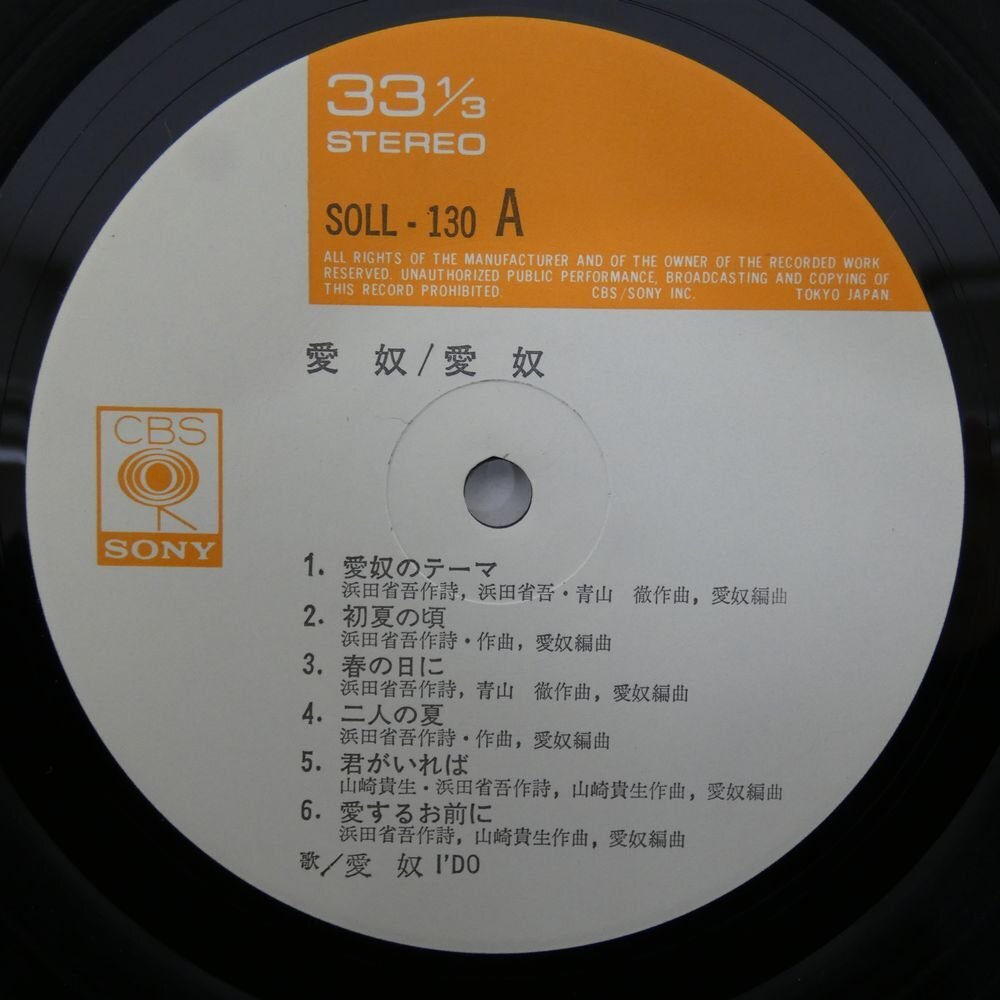 33 1/3
STEREO
SOLL - 130 A
ALL RIGHTS OF THE MANUFACTURER AND OF THE OWNER OF THE RECORDED WORK
RESERVED. UNAUTHORIZED PUBLIC PERFORMANCE, BROADCASTING AND COPYING OF
THIS RECORD PROHIBITED. CBS/SONY INC. TOKYO JAPAN.
愛 奴/愛 奴
CBS
SONY
1. 愛奴のテーマ
浜田省吾作詩, 浜田省吾・青山 徹作曲, 愛奴編曲
2. 初夏の頃
浜田省吾作詩・作曲, 愛奴編曲
3. 春の日に
浜田省吾作詩, 青山 徹作曲, 愛奴編曲
4. 二人の夏
浜田省吾作詩・作曲, 愛奴編曲
5. 君がいれば
山崎貴生・浜田省吾作詩, 山崎貴生作曲, 愛奴編曲
6. 愛するお前に
浜田省吾作詩, 山崎貴生作曲, 愛奴編曲
歌/愛 奴 I'DO